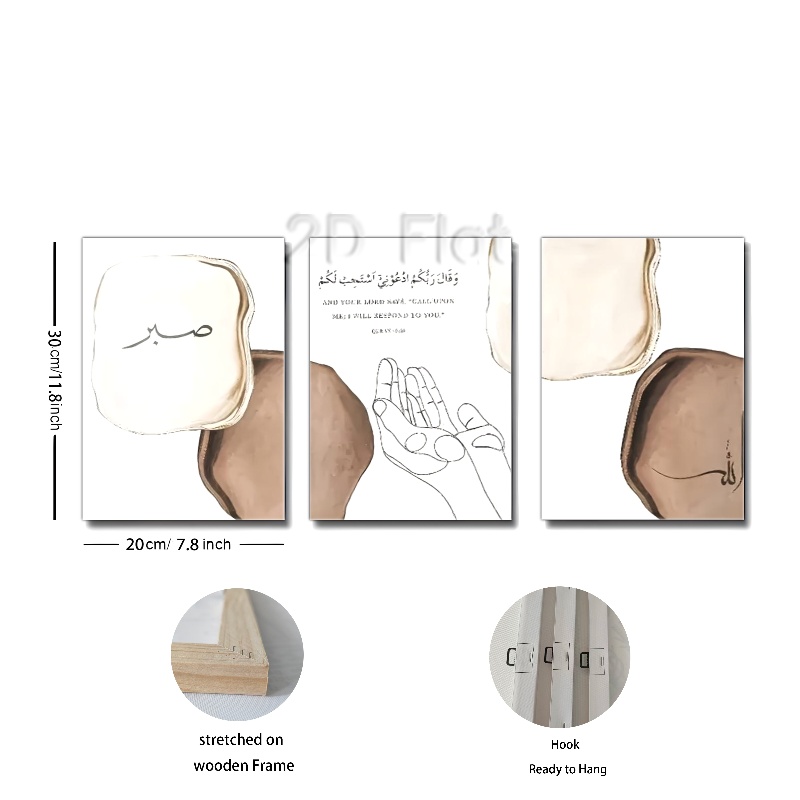 2D Flat
وَقَالَ رَبُّكُمُ ادْعُونِيٓ أَسْتَجِبْ لَكُمْ
AND YOUR LORD SAYS, "CALL UPON
ME; I WILL RESPOND TO YOU."
صبر
الله
30cm/11.8inch
20cm/ 7.8 inch
stretched on
wooden Frame
Hook
Ready to Hang